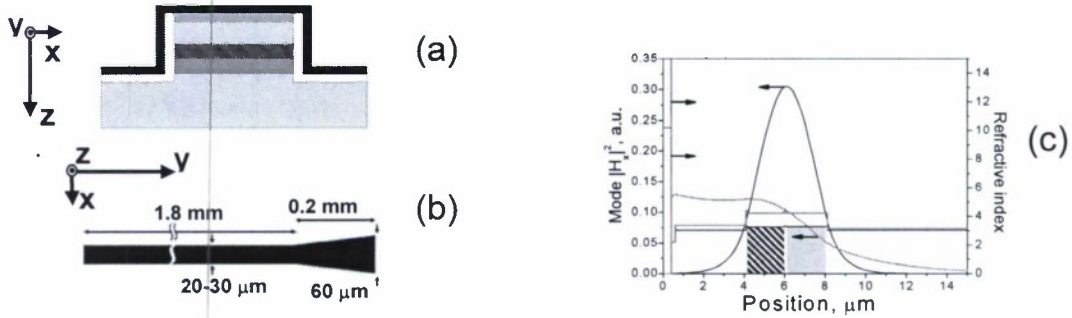 y
x
z
(a)
z
y
x
1.8 mm
0.2 mm
20-30 μm
60 μm
(b)
Mode |Hx|², a.u.
0.35
0.30
0.25
0.20
0.15
0.10
0.05
0.00
0 2 4 6 8 10 12 14
Position, μm
14
12
10
8
6
4
2
0
Refractive index
(c)